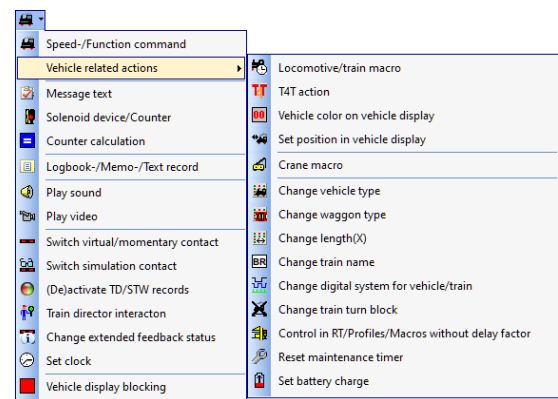 Speed-/Function command
Vehicle related actions
Message text
Solenoid device/Counter
Counter calculation
Logbook-/Memo-/Text record
Play sound
Play video
Switch virtual/momentary contact
Switch simulation contact
(De)activate TD/STW records
Train director interacton
Change extended feedback status
Set clock
Vehicle display blocking
Locomotive/train macro
T4T action
00 Vehicle color on vehicle display
Set position in vehicle display
Crane macro
Change vehicle type
Change waggon type
Change length(X)
BR Change train name
Change digital system for vehicle/train
Change train turn block
Control in RT/Profiles/Macros without delay factor
Reset maintenance timer
Set battery charge